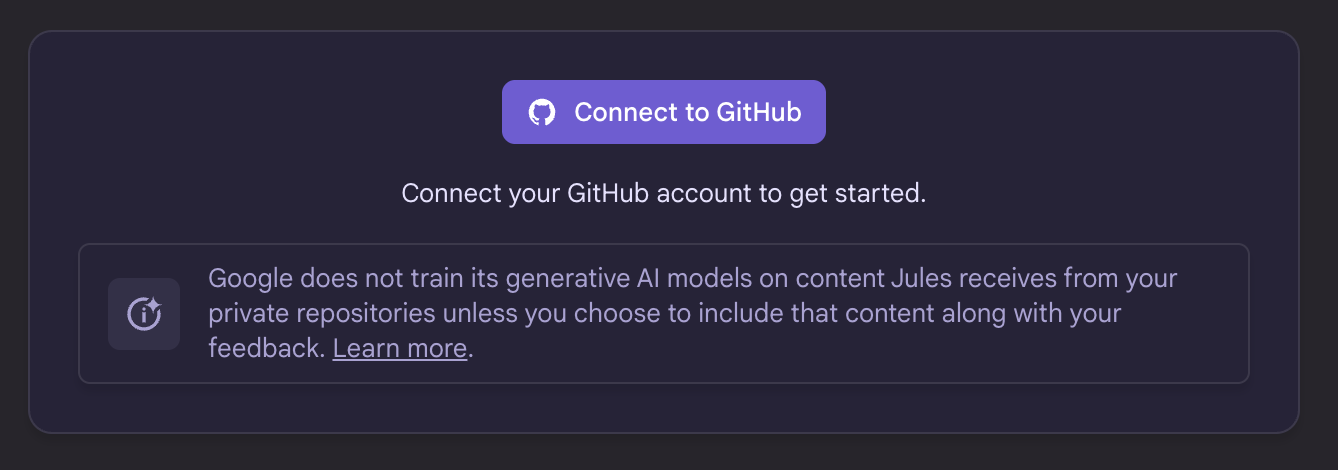 Connect to GitHub
Connect your GitHub account to get started.
Google does not train its generative AI models on content Jules receives from your
private repositories unless you choose to include that content along with your
feedback. Learn more.